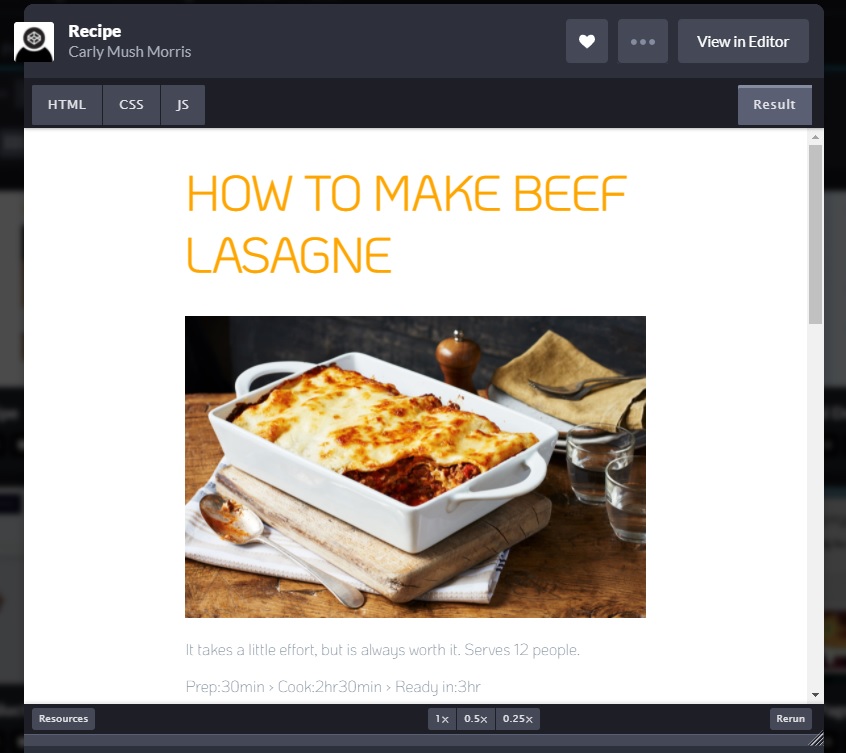 Recipe
Carly Mush Morris
View in Editor
HTML CSS JS
Result
HOW TO MAKE BEEF
LASAGNE
It takes a little effort, but is always worth it. Serves 12 people.
Prep:30min › Cook:2hr30min › Ready in:3hr
Resources
1× 0.5× 0.25×
Rerun